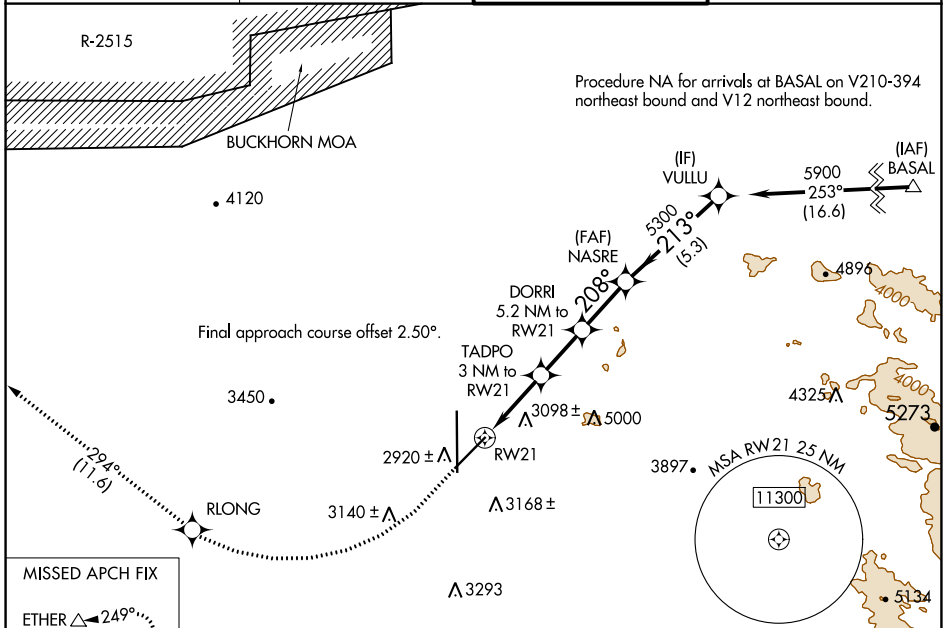 R-2515
BUCKHORN MOA
Procedure NA for arrivals at BASAL on V210-394
northeast bound and V12 northeast bound.
(IAF)
BASAL
5900
253°
(16.6)
(IF)
VULLU
5300
213°
(5.3)
(FAF)
NASRE
208°
DORRI
5.2 NM to
RW21
TADPO
3 NM to
RW21
4120
4896
4000
Final approach course offset 2.50°.
3450
4000
4325
5273
3098 ±
5000
2920 ±
RW21
3897
MSA RW21 25 NM
11300
294°
(11.6)
RLONG
3140 ±
3168 ±
3293
5134
MISSED APCH FIX
ETHER
249°